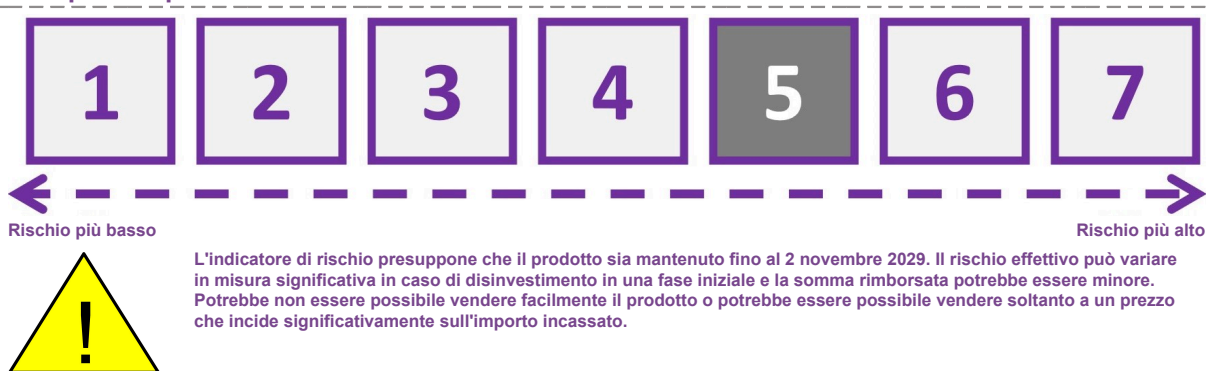 1 2 3 4 5 6 7
Rischio più basso
Rischio più alto
L'indicatore di rischio presuppone che il prodotto sia mantenuto fino al 2 novembre 2029. Il rischio effettivo può variare
in misura significativa in caso di disinvestimento in una fase iniziale e la somma rimborsata potrebbe essere minore.
Potrebbe non essere possibile vendere facilmente il prodotto o potrebbe essere possibile vendere soltanto a un prezzo
che incide significativamente sull'importo incassato.
!